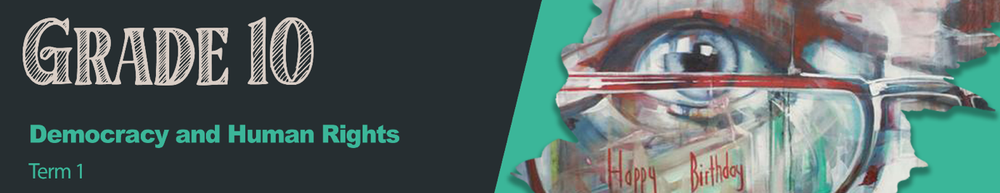 GRADE 10
Democracy and Human Rights
Term 1
Happy Birthday